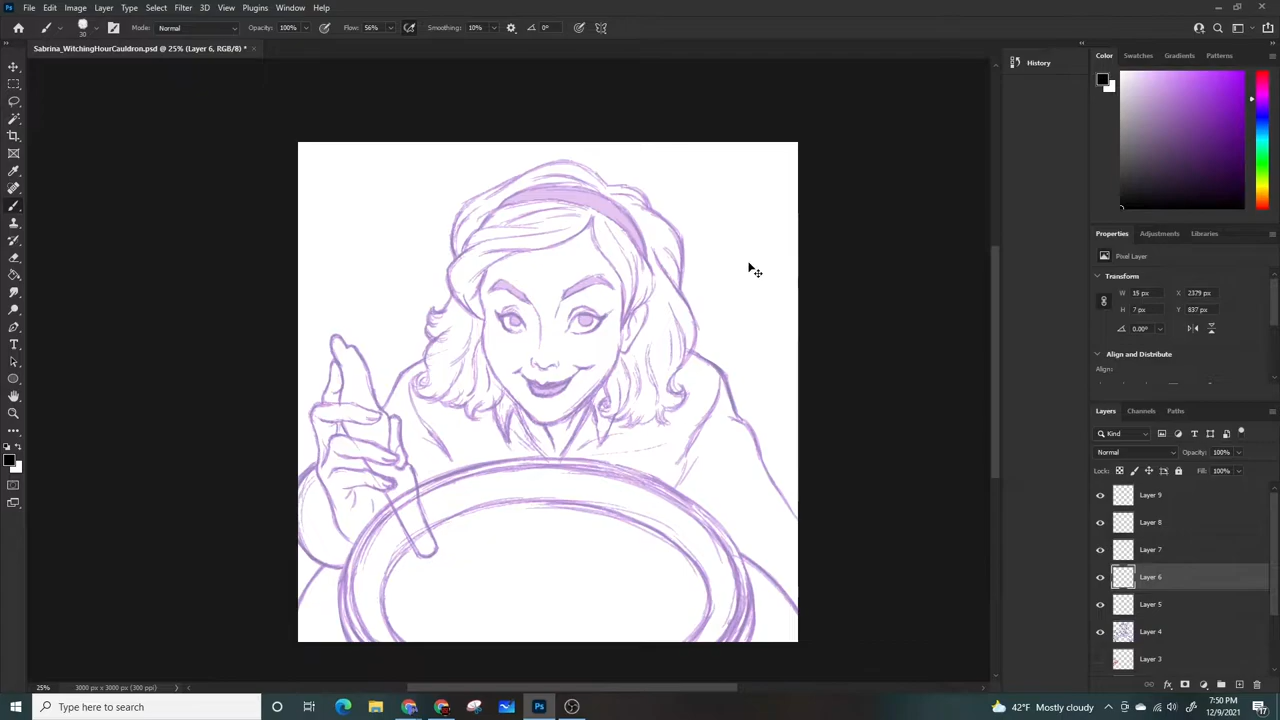 File Edit Image Layer Type Select Filter 3D View Plugins Window Help
30 Mode: Normal Opacity: 100% Flow: 56% Smoothing: 10% 0°
Sabrina_WitchingHourCauldron.psd @ 25% (Layer 6, RGB/8) *
History
Color Swatches Gradients Patterns
Properties Adjustments Libraries
Pixel Layer
Transform
W 15 px X 2379 px
H 7 px Y 837 px
0.00°
Align and Distribute
Align:
Layers Channels Paths
Kind
Normal Opacity: 100%
Lock: Fill: 100%
Layer 9
Layer 8
Layer 7
Layer 6
Layer 5
Layer 4
Layer 3
25% 3000 px x 3000 px (300 ppi)
Type here to search
42°F Mostly cloudy
7:50 PM
12/9/2021
17